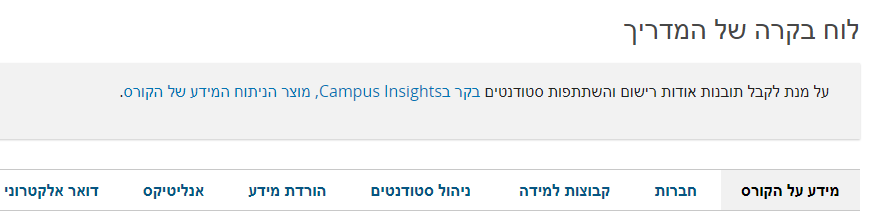 לוח בקרה של המדריך
על מנת לקבל תובנות אודות רישום והשתתפות סטודנטים בקר בCampus Insights, מוצר הניתוח המידע של הקורס.
מידע על הקורס חברות קבוצות למידה ניהול סטודנטים הורדת מידע אנליטיקס דואר אלקטרוני